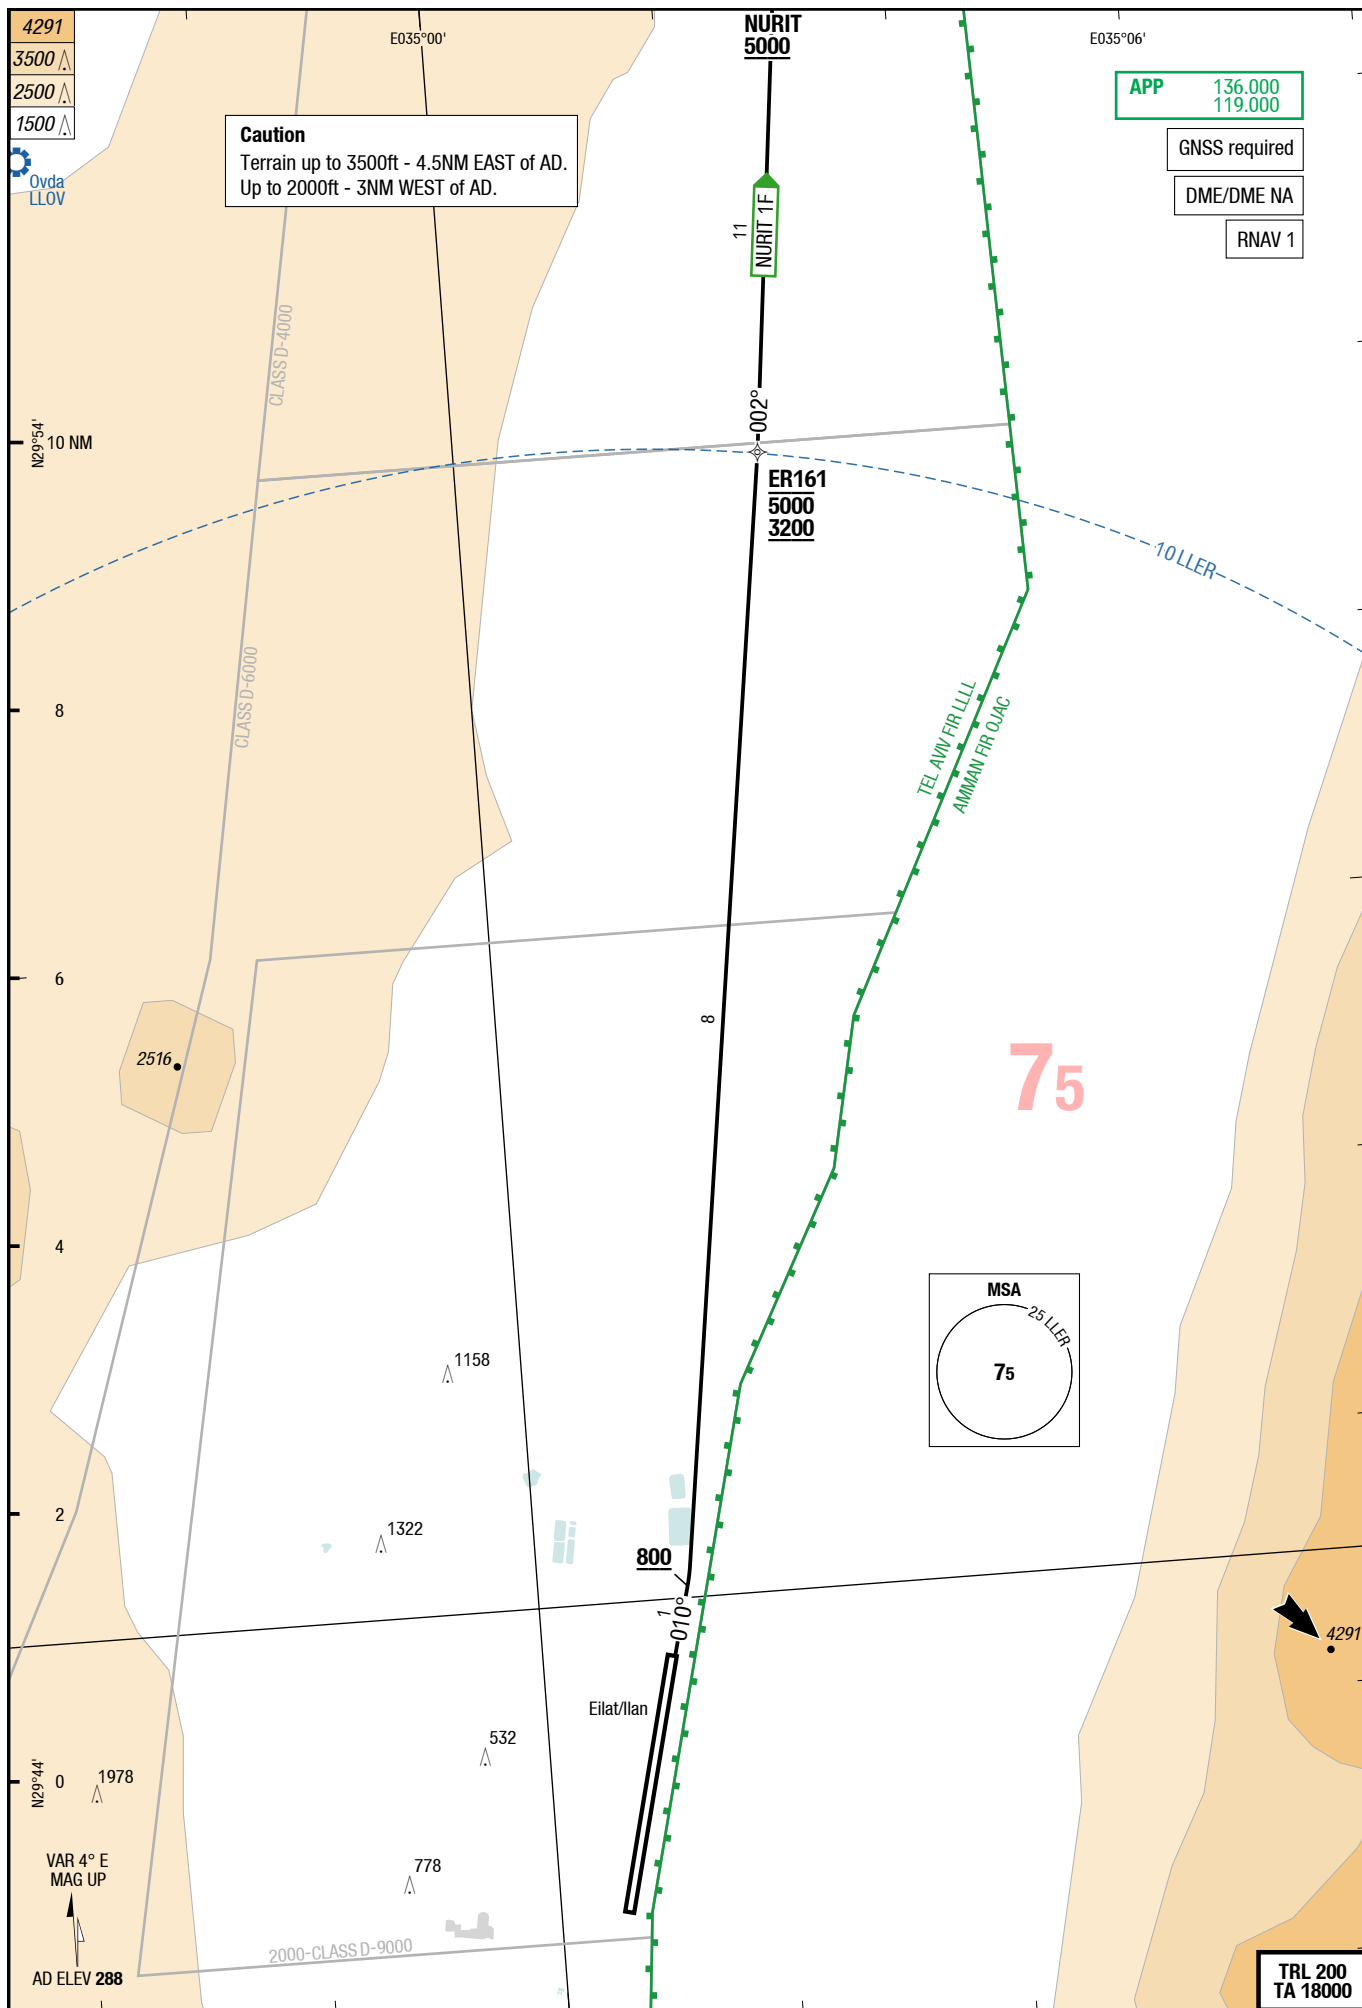 4291
3500
2500
1500
Ovda
LLOV
E035°00'
NURIT
5000
E035°06'
APP 136.000
119.000
GNSS required
DME/DME NA
RNAV 1
Caution
Terrain up to 3500ft - 4.5NM EAST of AD.
Up to 2000ft - 3NM WEST of AD.
11
NURIT 1F
CLASS D-4000
002°
N29°54'
10 NM
ER161
5000
3200
10 LLER
CLASS D-6000
8
TEL AVIV FIR LLLL
AMMAN FIR OJAC
6
8
2516
75
4
MSA
25 LLER
75
1158
2
1322
800
1
010°
4291
Eilat/Ilan
532
N29°44'
0
1978
778
VAR 4° E
MAG UP
AD ELEV 288
2000-CLASS D-9000
TRL 200
TA 18000